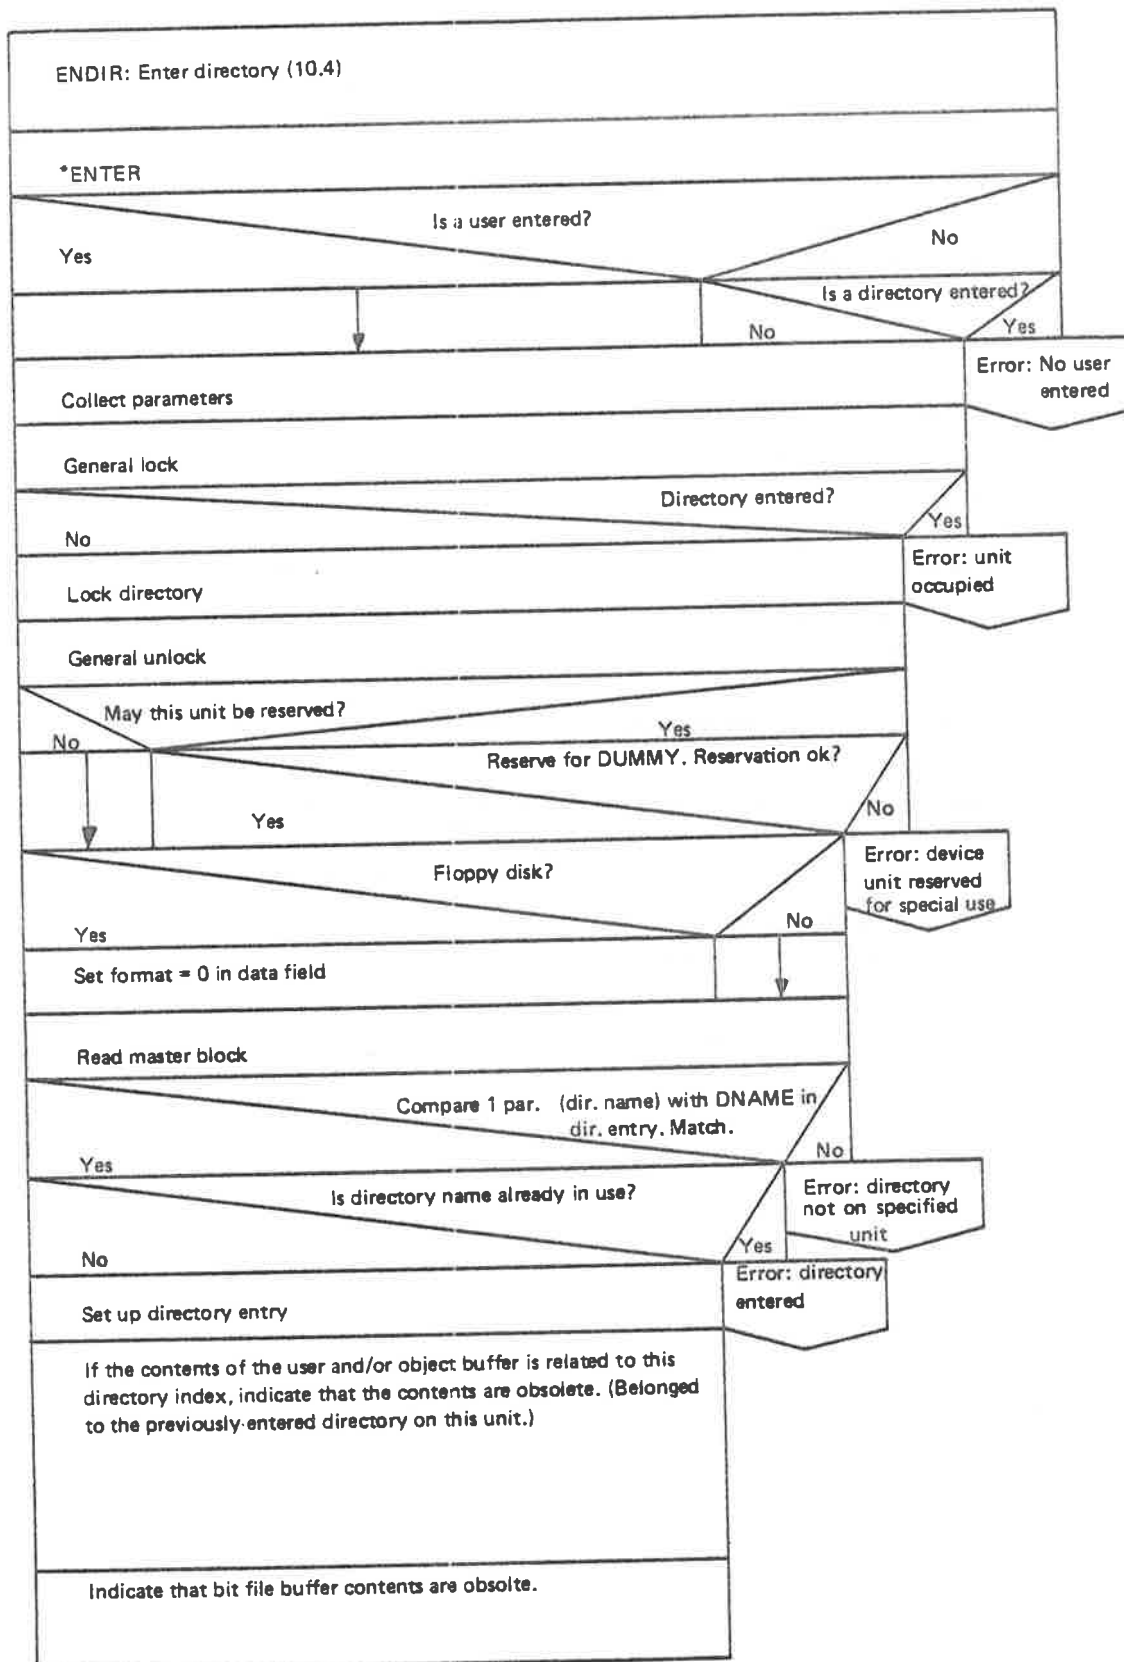 ENDIR: Enter directory (10.4)
*ENTER
Is a user entered?
Yes
No
Is a directory entered?
No
Yes
Error: No user
entered
Collect parameters
General lock
Directory entered?
Yes
No
Error: unit
occupied
Lock directory
General unlock
May this unit be reserved?
No
Yes
Reserve for DUMMY. Reservation ok?
Yes
No
Floppy disk?
Error: device
unit reserved
for special use
Yes
No
Set format = 0 in data field
Read master block
Compare 1 par. (dir. name) with DNAME in
dir. entry. Match.
Yes
No
Is directory name already in use?
Error: directory
not on specified
unit
No
Yes
Error: directory
entered
Set up directory entry
If the contents of the user and/or object buffer is related to this
directory index, indicate that the contents are obsolete. (Belonged
to the previously-entered directory on this unit.)
Indicate that bit file buffer contents are obsolte.